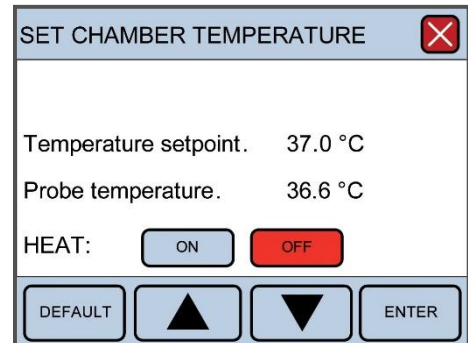 SET CHAMBER TEMPERATURE
Temperature setpoint. 37.0 °C
Probe temperature. 36.6 °C
HEAT: ON OFF
DEFAULT ENTER